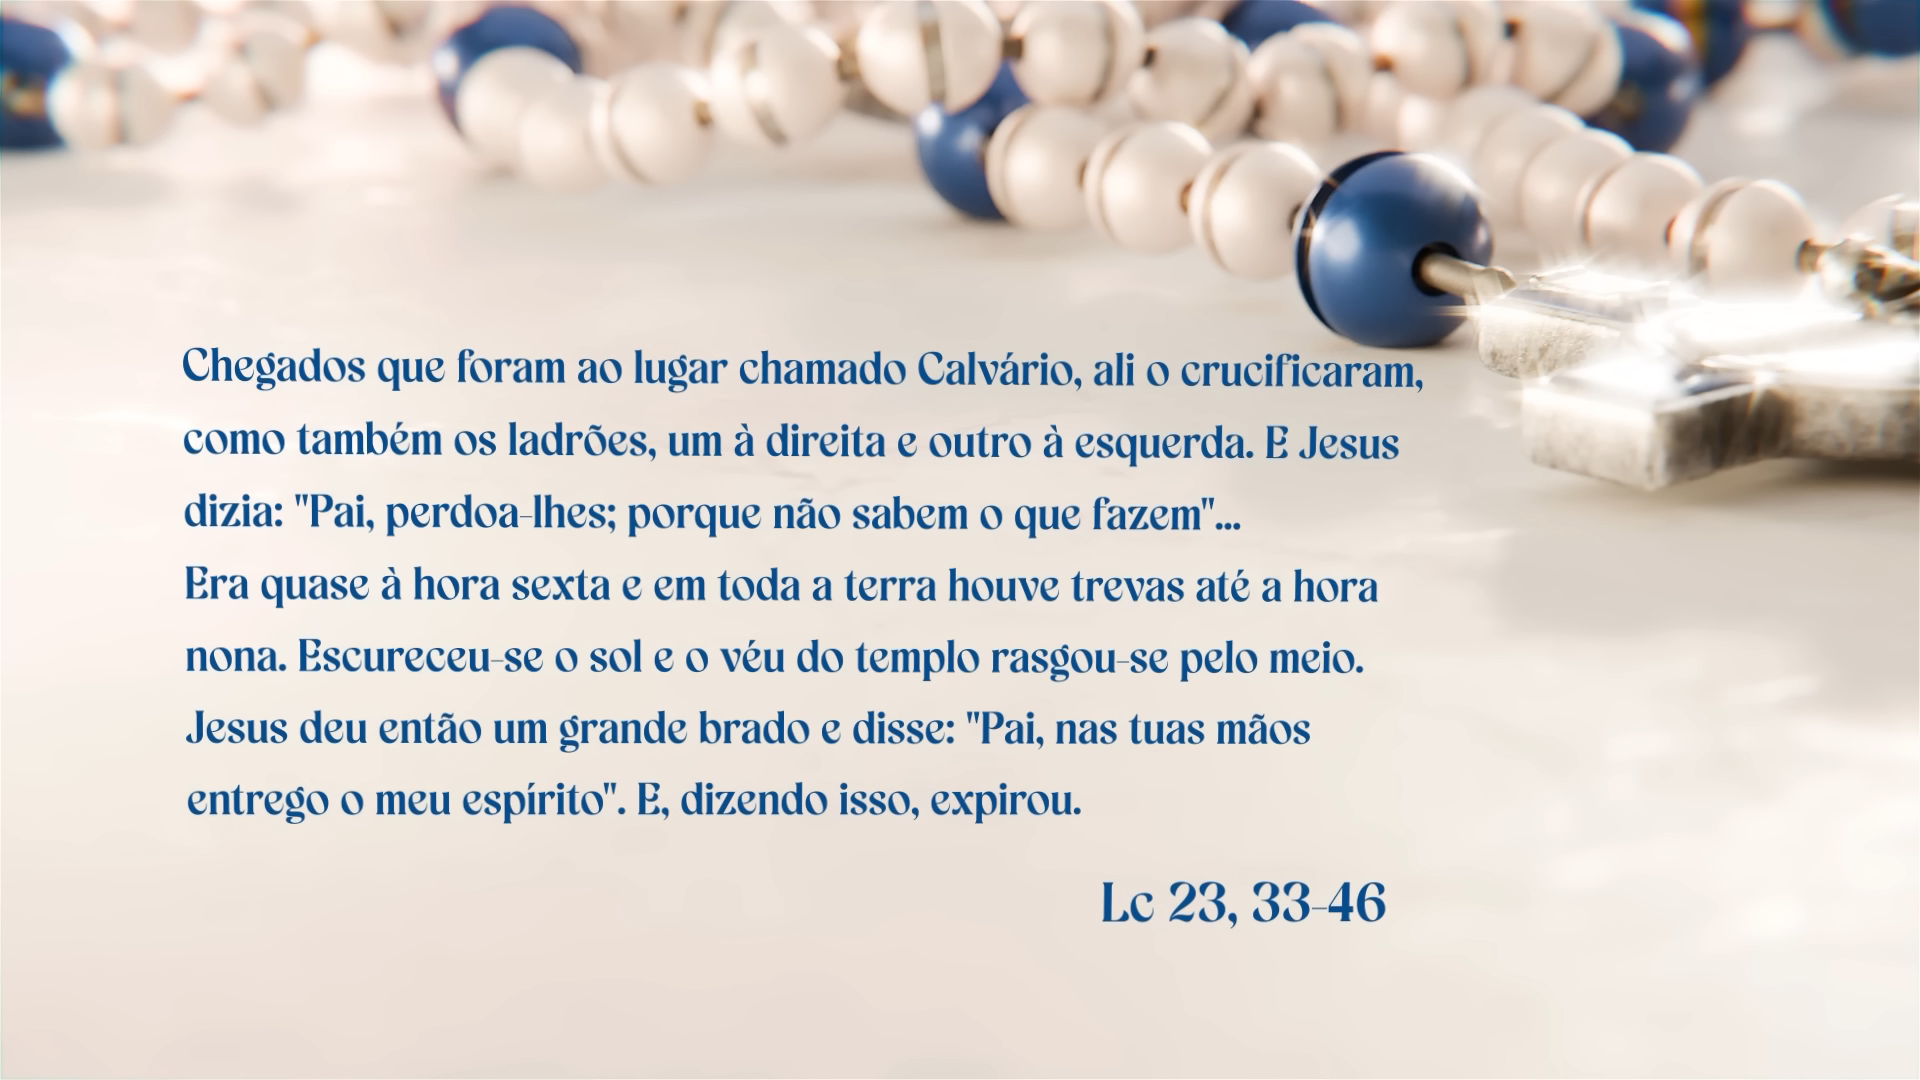 Chegados que foram ao lugar chamado Calvário, ali o crucificaram,
como também os ladrões, um à direita e outro à esquerda. E Jesus
dizia: "Pai, perdoa-lhes; porque não sabem o que fazem"...
Era quase à hora sexta e em toda a terra houve trevas até a hora
nona. Escureceu-se o sol e o véu do templo rasgou-se pelo meio.
Jesus deu então um grande brado e disse: "Pai, nas tuas mãos
entrego o meu espírito". E, dizendo isso, expirou.
Lc 23, 33-46